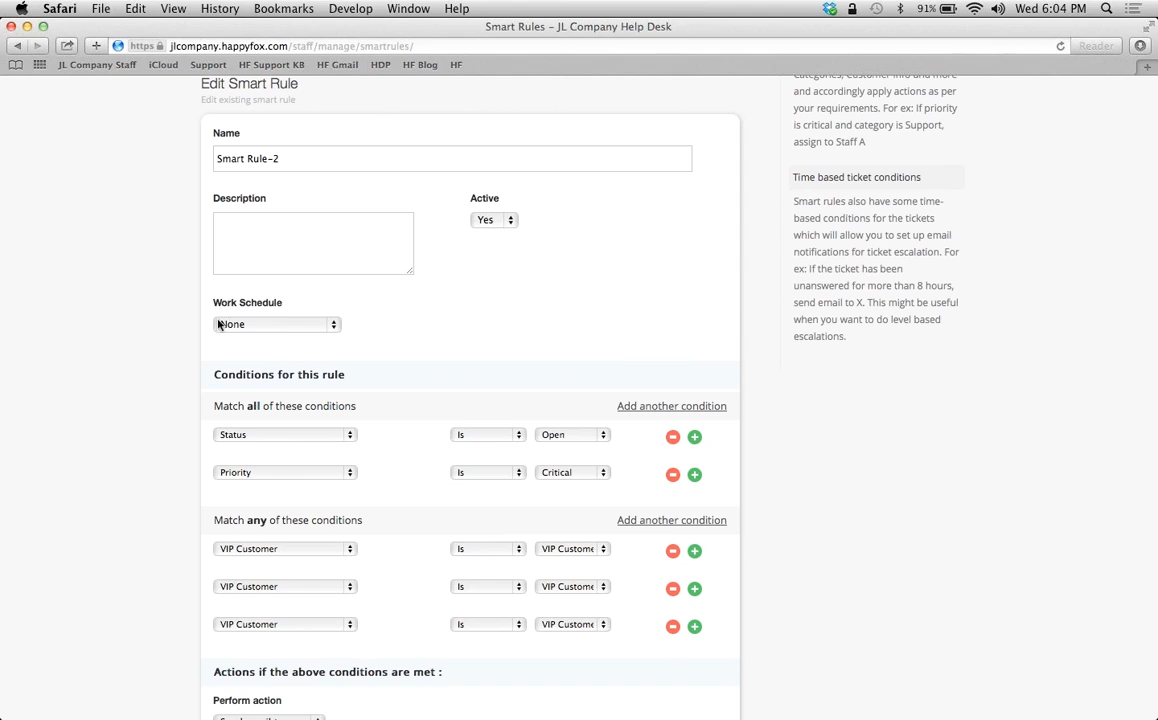 Safari File Edit View History Bookmarks Develop Window Help 91% Wed 6:04 PM
Smart Rules – JL Company Help Desk
https jlcompany.happyfox.com/staff/manage/smartrules/ Reader
JL Company Staff iCloud Support HF Support KB HF Gmail HDP HF Blog HF
Edit Smart Rule
Edit existing smart rule
Name
Smart Rule-2
Description Active
Yes
Work Schedule
None
Conditions for this rule
Match all of these conditions Add another condition
Status Is Open
Priority Is Critical
Match any of these conditions Add another condition
VIP Customer Is VIP Custome
VIP Customer Is VIP Custome
VIP Customer Is VIP Custome
Actions if the above conditions are met :
Perform action
categories, Customer info and more
and accordingly apply actions as per
your requirements. For ex: If priority
is critical and category is Support,
assign to Staff A
Time based ticket conditions
Smart rules also have some time-
based conditions for the tickets
which will allow you to set up email
notifications for ticket escalation. For
ex: If the ticket has been
unanswered for more than 8 hours,
send email to X. This might be useful
when you want to do level based
escalations.